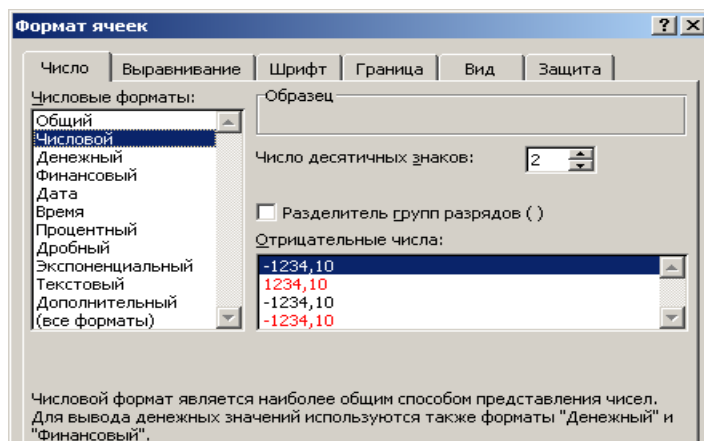 Формат ячеек
Число Выравнивание Шрифт Граница Вид Защита
Числовые форматы:
Общий
Числовой
Денежный
Финансовый
Дата
Время
Процентный
Дробный
Экспоненциальный
Текстовый
Дополнительный
(все форматы)
Образец
Число десятичных знаков: 2
Разделитель групп разрядов ( )
Отрицательные числа:
-1234,10
1234,10
-1234,10
-1234,10
Числовой формат является наиболее общим способом представления чисел.
Для вывода денежных значений используются также форматы "Денежный" и
"Финансовый".